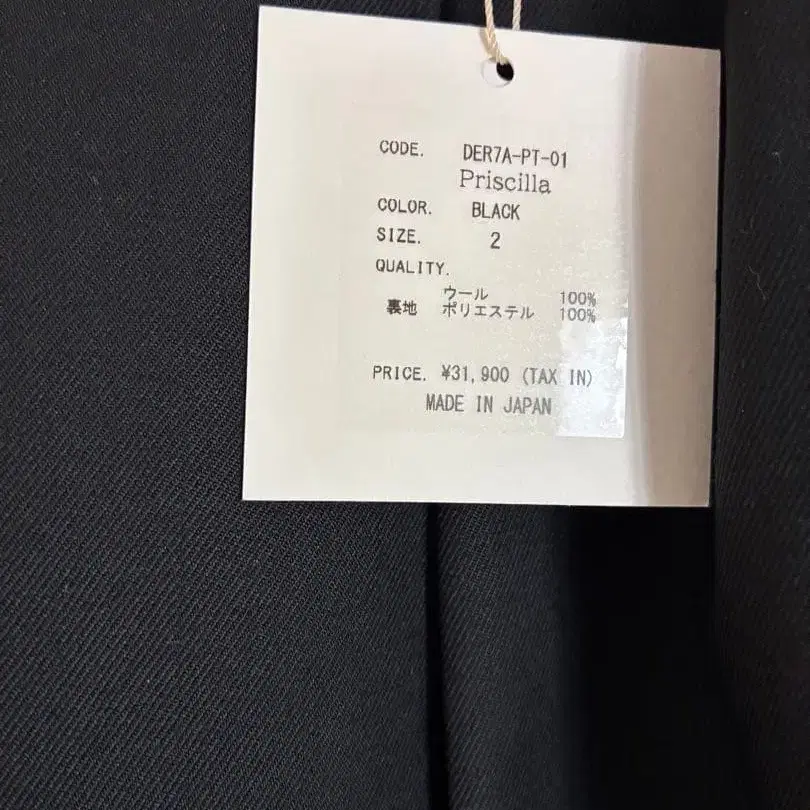 CODE. DER7A-PT-01
Priscilla
COLOR. BLACK
SIZE. 2
QUALITY.
ウール 100%
裏地 ポリエステル 100%
PRICE. ¥31,900 (TAX IN)
MADE IN JAPAN